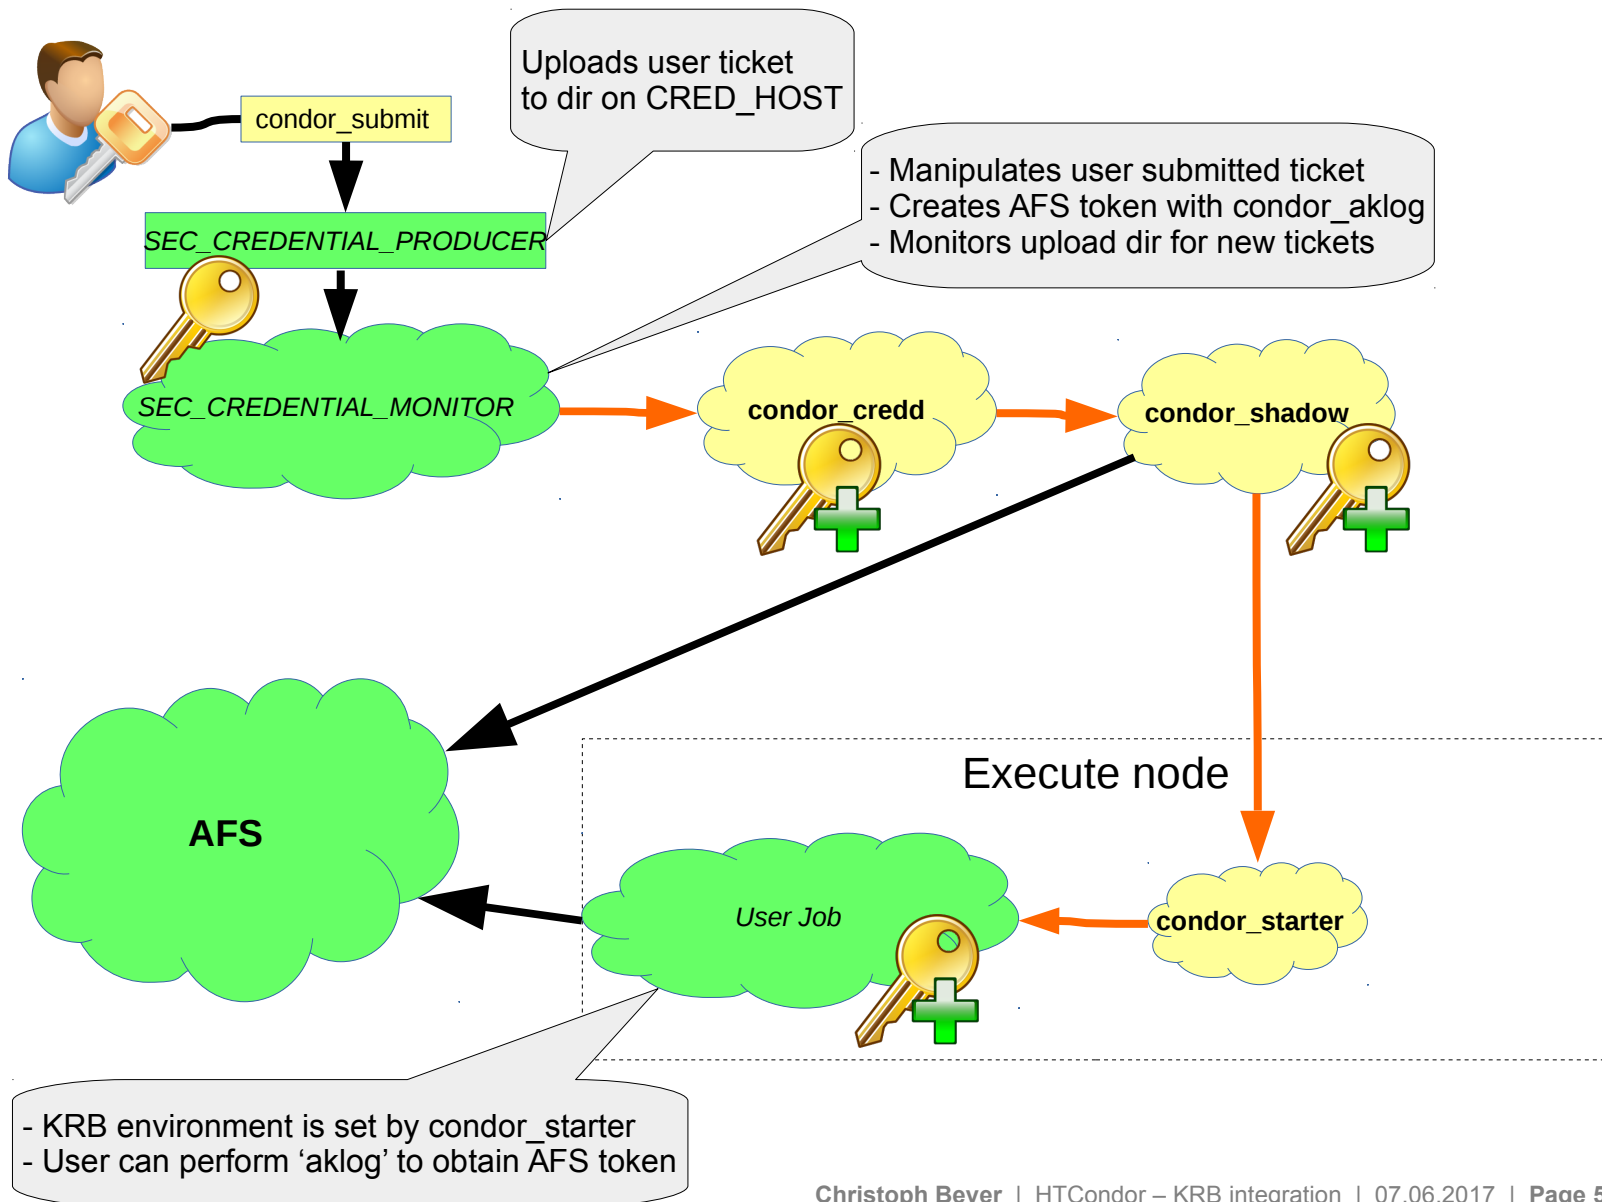 Uploads user ticket
to dir on CRED_HOST
condor_submit
- Manipulates user submitted ticket
- Creates AFS token with condor_aklog
- Monitors upload dir for new tickets
SEC_CREDENTIAL_PRODUCER
SEC_CREDENTIAL_MONITOR
condor_credd
condor_shadow
Execute node
AFS
User Job
condor_starter
- KRB environment is set by condor_starter
- User can perform ‘aklog’ to obtain AFS token
Christoph Beyer | HTCondor – KRB integration | 07.06.2017 | Page 5